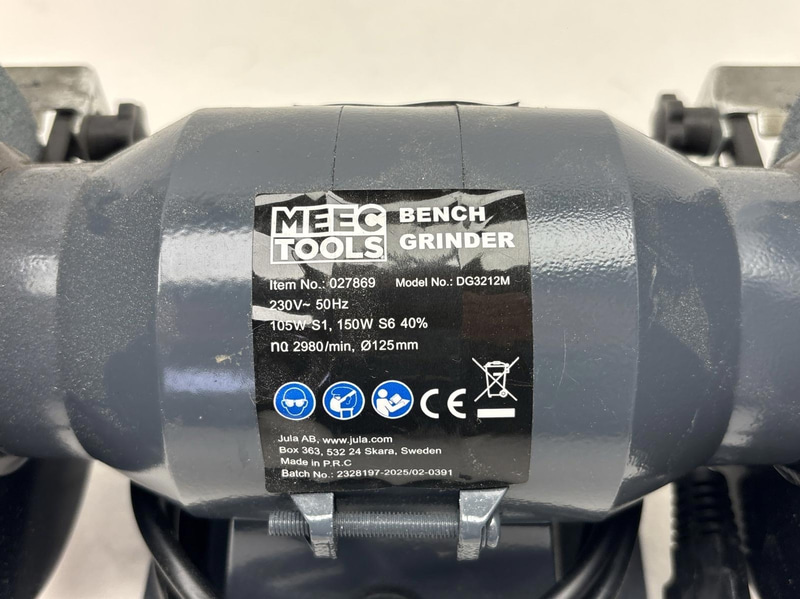 MEEC TOOLS
BENCH GRINDER
Item No.: 027869 Model No.: DG3212M
230V~ 50Hz
105W S1, 150W S6 40%
n0 2980/min, Ø125mm
CE
Jula AB, www.jula.com
Box 363, 532 24 Skara, Sweden
Made in P.R.C
Batch No.: 2328197-2025/02-0391